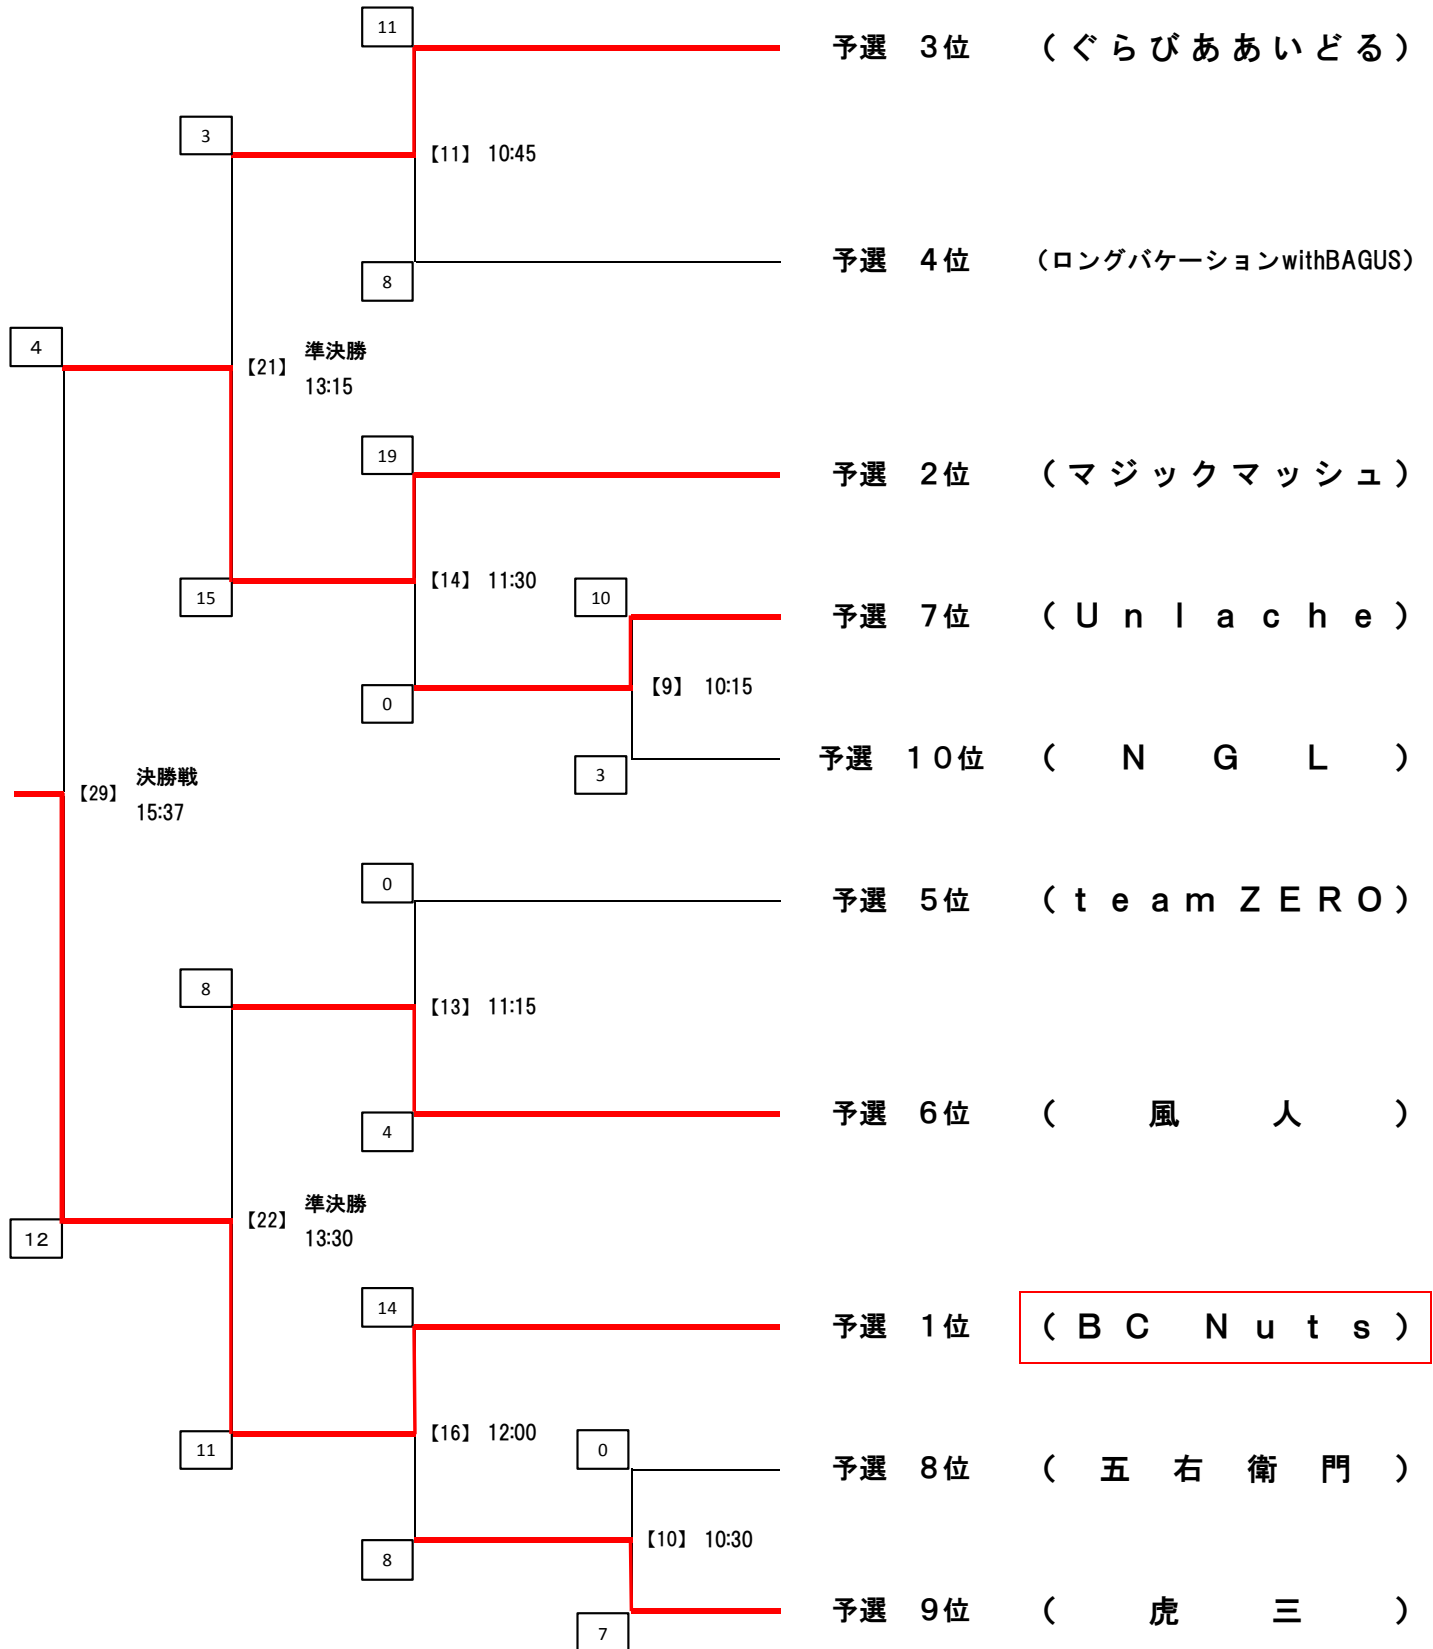 11
予選 3位 (ぐらびああいどる)
3
【11】 10:45
予選 4位 (ロングバケーションwithBAGUS)
8
4
【21】 準決勝
13:15
19
予選 2位 (マジックマッシュ)
15
【14】 11:30
10
予選 7位 (Unlache)
0
【9】 10:15
予選 10位 (NGL)
3
【29】 決勝戦
15:37
0
予選 5位 (teamZERO)
8
【13】 11:15
予選 6位 (風人)
4
【22】 準決勝
13:30
12
14
予選 1位 (BC Nuts)
11
【16】 12:00
0
予選 8位 (五右衛門)
8
【10】 10:30
予選 9位 (虎三)
7